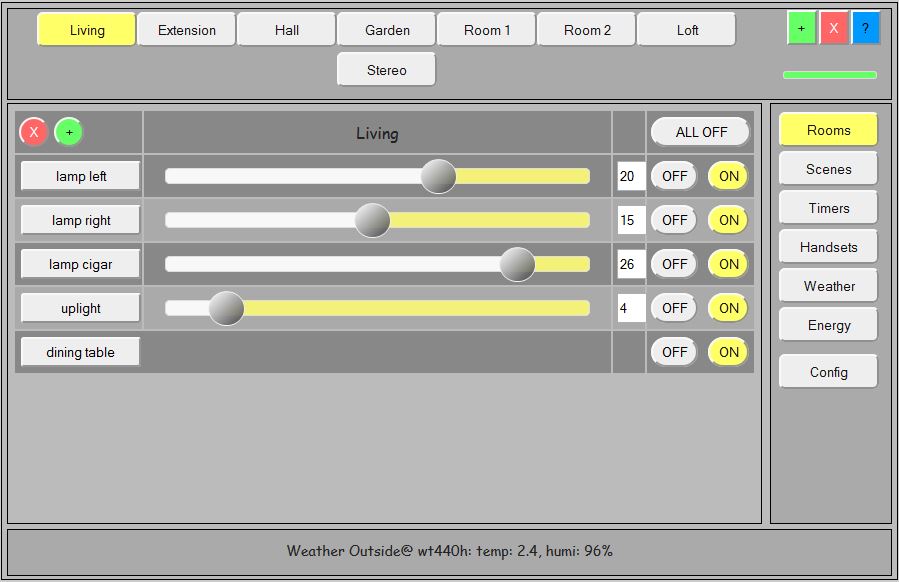 Living Extension Hall Garden Room 1 Room 2 Loft + X ?
Stereo
X + Living ALL OFF
lamp left 20 OFF ON
lamp right 15 OFF ON
lamp cigar 26 OFF ON
uplight 4 OFF ON
dining table OFF ON
Rooms
Scenes
Timers
Handsets
Weather
Energy
Config
Weather Outside@ wt440h: temp: 2.4, humi: 96%